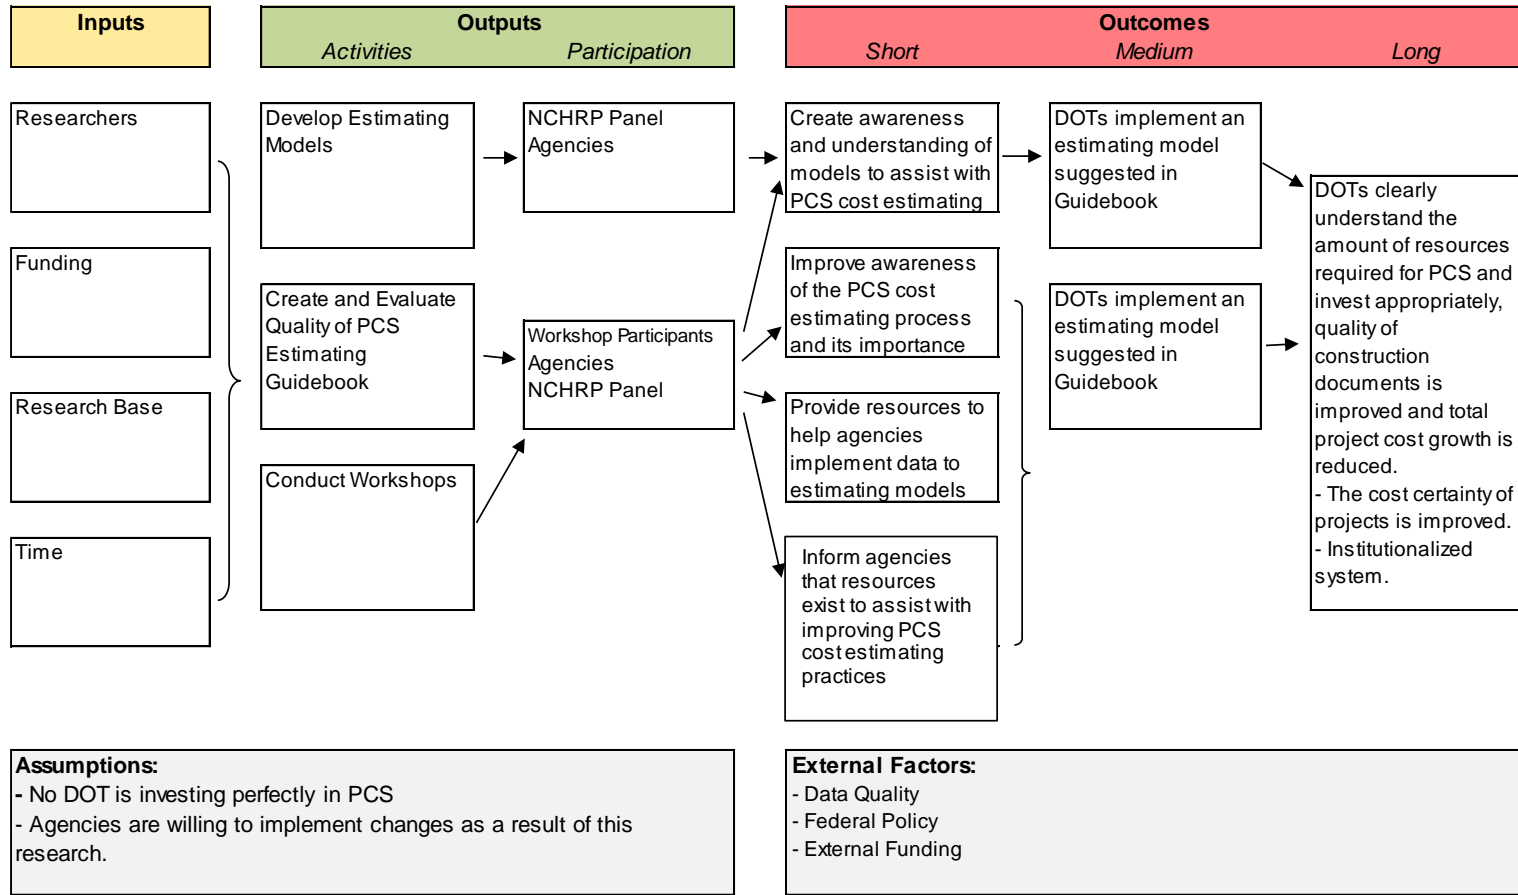 Inputs
Outputs
Activities
Participation
Outcomes
Short
Medium
Long
Researchers
Funding
Research Base
Time
Develop Estimating
Models
Create and Evaluate
Quality of PCS
Estimating
Guidebook
Conduct Workshops
NCHRP Panel
Agencies
Workshop Participants
Agencies
NCHRP Panel
Create awareness
and understanding of
models to assist with
PCS cost estimating
Improve awareness
of the PCS cost
estimating process
and its importance
Provide resources to
help agencies
implement data to
estimating models
Inform agencies
that resources
exist to assist with
improving PCS
cost estimating
practices
DOTs implement an
estimating model
suggested in
Guidebook
DOTs implement an
estimating model
suggested in
Guidebook
DOTs clearly
understand the
amount of resources
required for PCS and
invest appropriately,
quality of
construction
documents is
improved and total
project cost growth is
reduced.
- The cost certainty of
projects is improved.
- Institutionalized
system.
Assumptions:
- No DOT is investing perfectly in PCS
- Agencies are willing to implement changes as a result of this
research.
External Factors:
- Data Quality
- Federal Policy
- External Funding